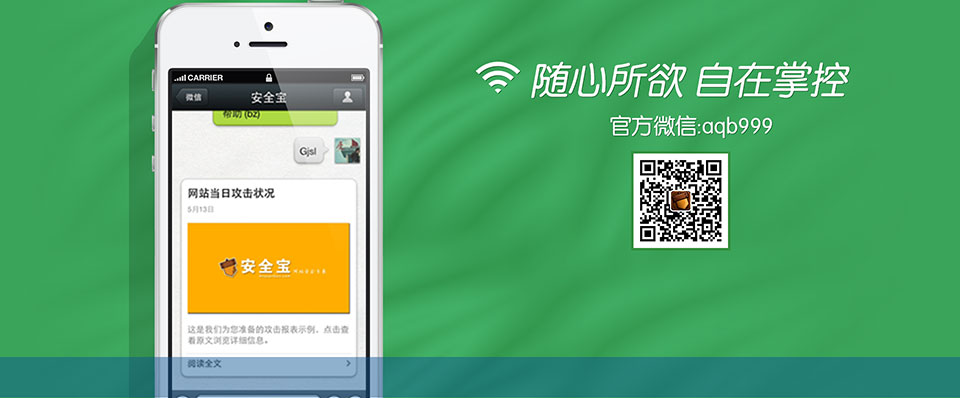 CARRIER
微信
安全宝
帮助 (bz)
Gjsl
网站当日攻击状况
5月13日
安全宝
这是我们为您准备的攻击报表示例，点击查
看原文浏览详细信息。
阅读全文
随心所欲 自在掌控
官方微信:aqb999